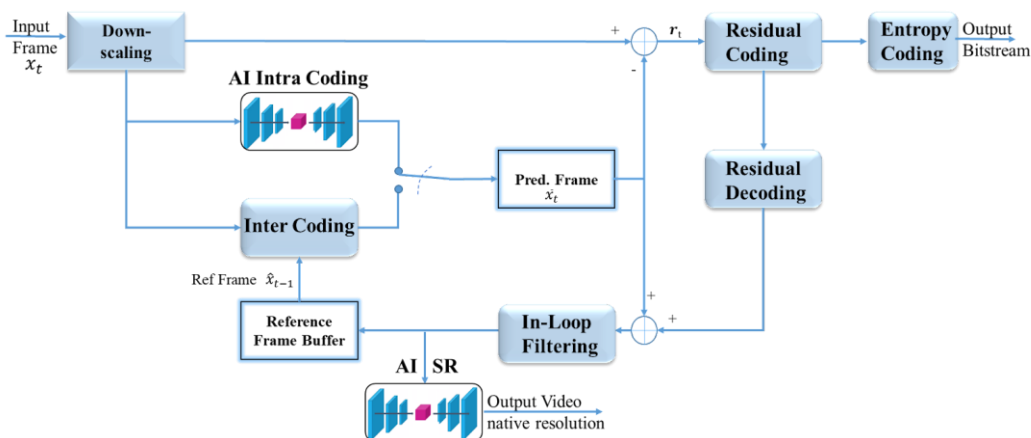 Input
Frame
x_t
Down-
scaling
AI Intra Coding
Inter Coding
Ref Frame x̂_{t−1}
Reference
Frame Buffer
Pred. Frame
ẋ_t
+
r_t
-
Residual
Coding
Entropy
Coding
Output
Bitstream
Residual
Decoding
+
+
In-Loop
Filtering
AI SR
Output Video
native resolution